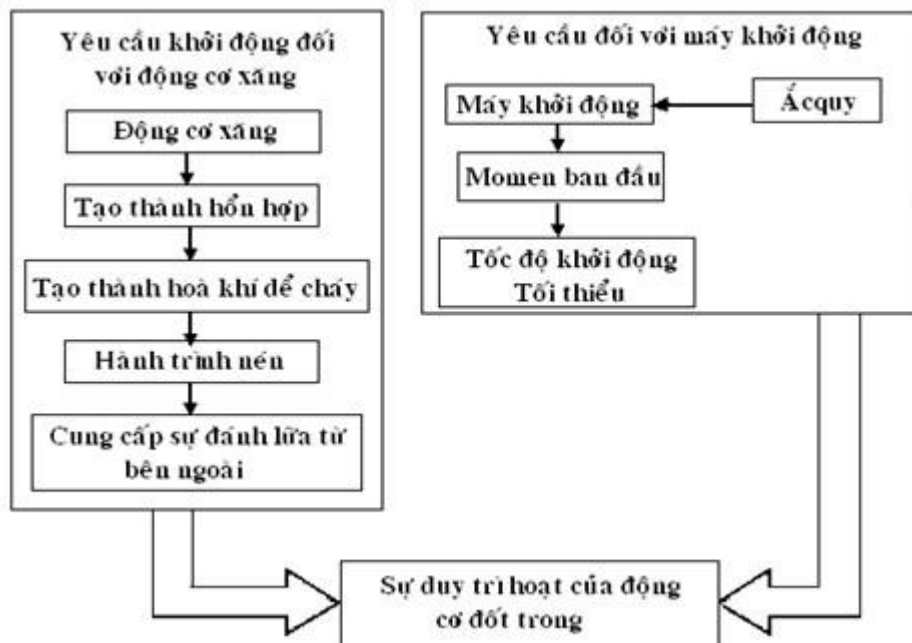 Yêu cầu khởi động đối
với động cơ xăng
Động cơ xăng
Tạo thành hổn hợp
Tạo thành hoà khí dể cháy
Hành trình nén
Cung cấp sự đánh lữa từ
bên ngoài
Yêu cầu đối với máy khởi động
Máy khởi động
Ắcquy
Momen ban đầu
Tốc độ khởi động
Tối thiểu
Sự duy trì hoạt của động
cơ đốt trong